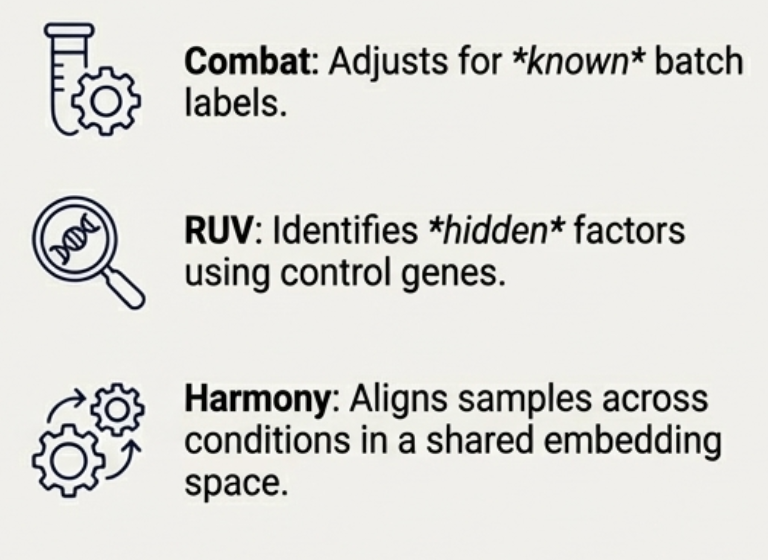 Combat: Adjusts for *known* batch
labels.
RUV: Identifies *hidden* factors
using control genes.
Harmony: Aligns samples across
conditions in a shared embedding
space.